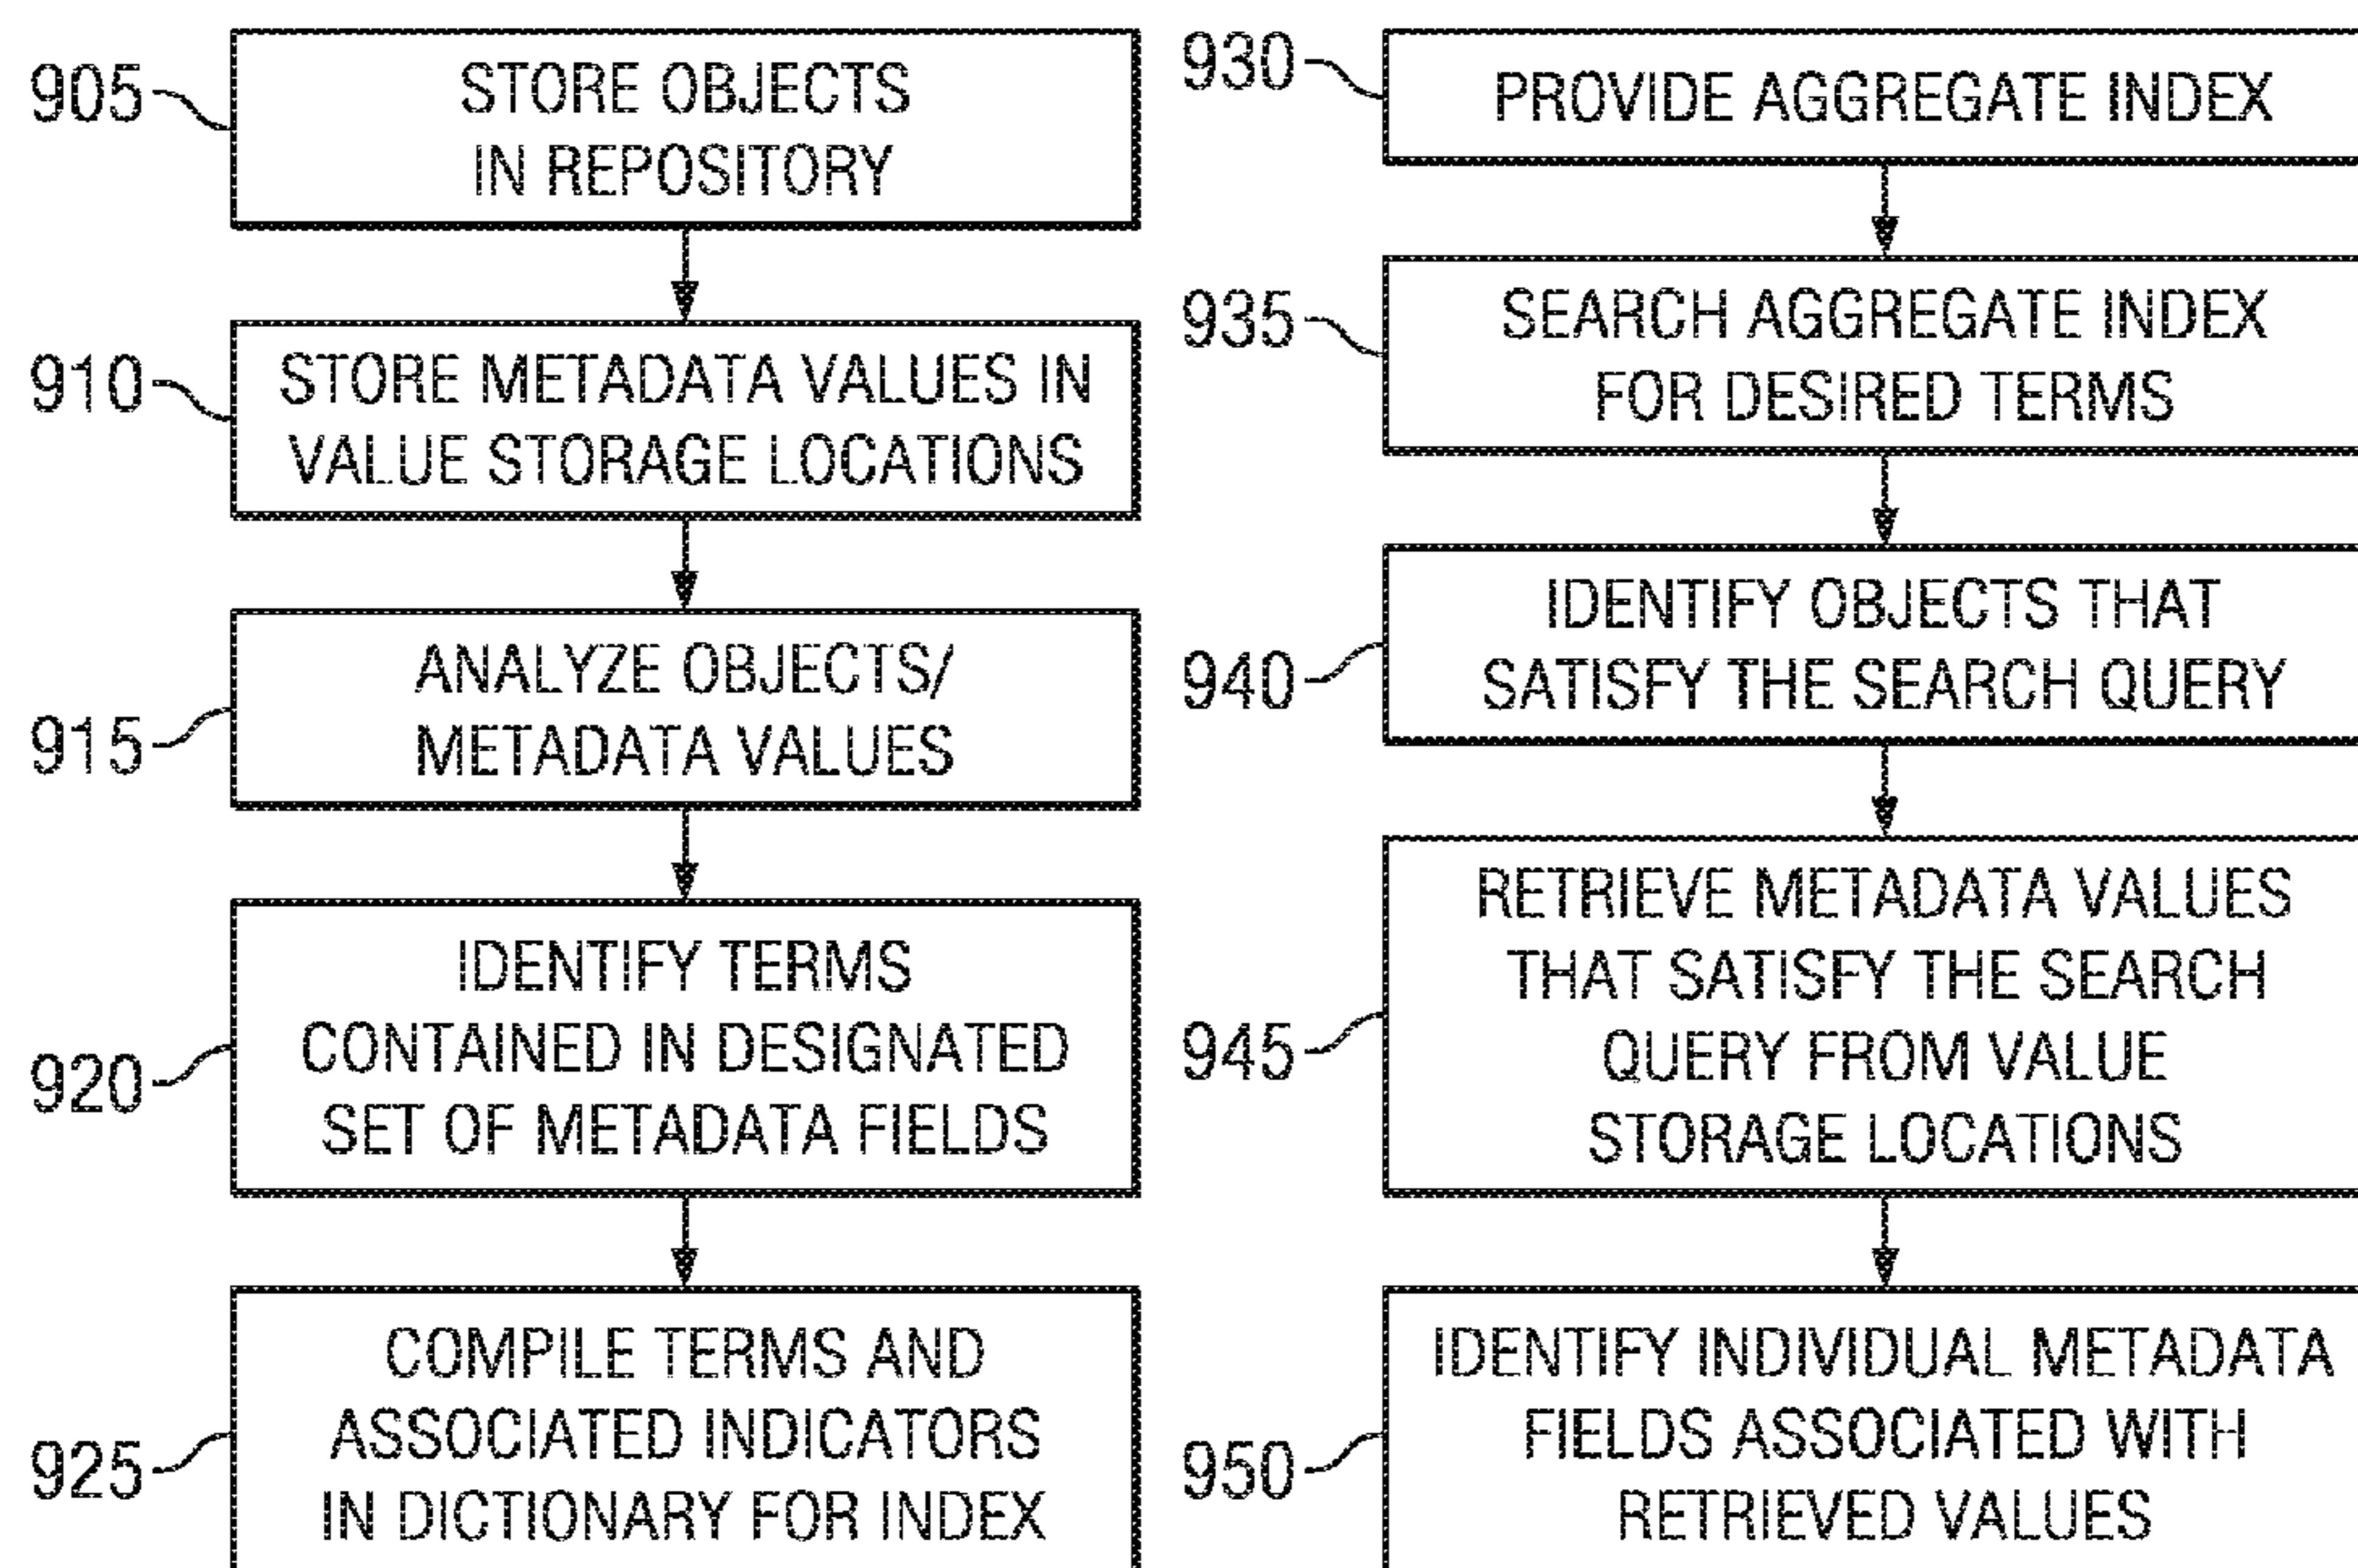 905
STORE OBJECTS
IN REPOSITORY
910
STORE METADATA VALUES IN
VALUE STORAGE LOCATIONS
915
ANALYZE OBJECTS/
METADATA VALUES
920
IDENTIFY TERMS
CONTAINED IN DESIGNATED
SET OF METADATA FIELDS
925
COMPILE TERMS AND
ASSOCIATED INDICATORS
IN DICTIONARY FOR INDEX
930
PROVIDE AGGREGATE INDEX
935
SEARCH AGGREGATE INDEX
FOR DESIRED TERMS
940
IDENTIFY OBJECTS THAT
SATISFY THE SEARCH QUERY
945
RETRIEVE METADATA VALUES
THAT SATISFY THE SEARCH
QUERY FROM VALUE
STORAGE LOCATIONS
950
IDENTIFY INDIVIDUAL METADATA
FIELDS ASSOCIATED WITH
RETRIEVED VALUES